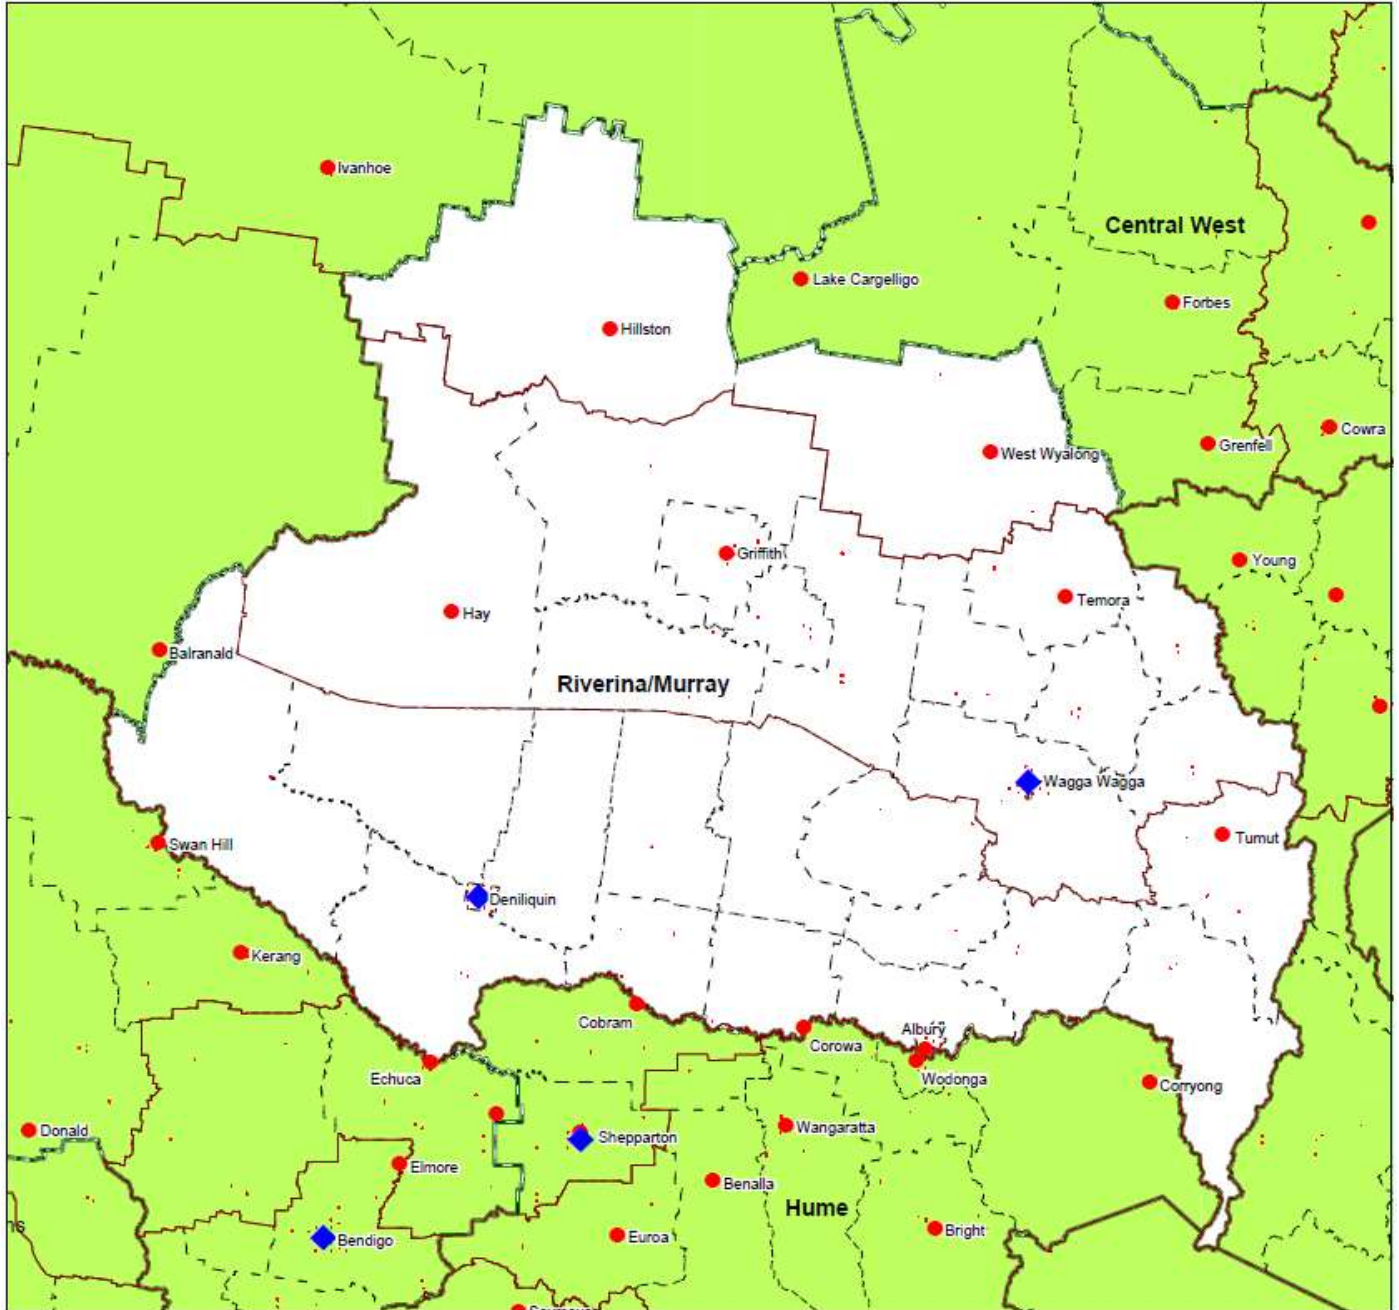 Ivanhoe
Central West
Lake Cargelligo
Forbes
Hillston
Cowra
Grenfell
West Wyalong
Griffith
Young
Temora
Hay
Balranald
Riverina/Murray
Wagga Wagga
Tumut
Swan Hill
Deniliquin
Kerang
Cobram
Albury
Corowa
Echuca
Wodonga
Corryong
Donald
Shepparton
Wangaratta
Elmore
Benalla
Hume
Bendigo
Euroa
Bright